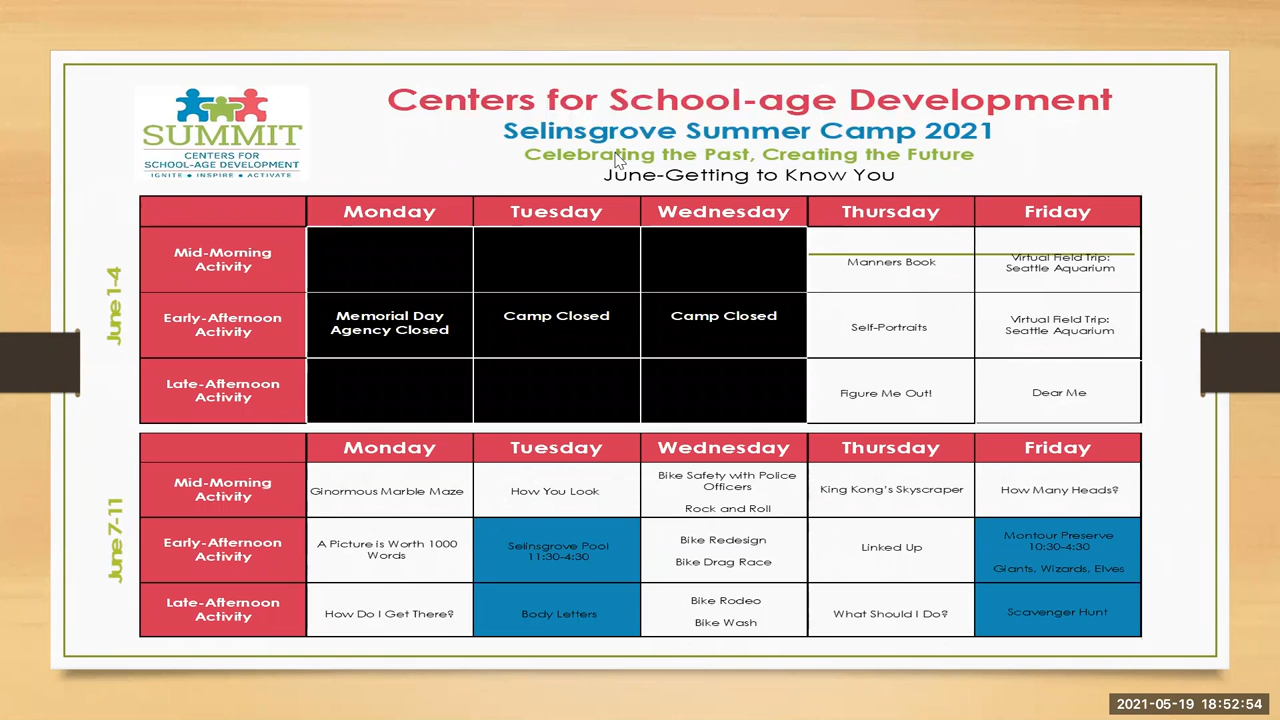 SUMMIT
CENTERS FOR
SCHOOL-AGE DEVELOPMENT
IGNITE • INSPIRE • ACTIVATE
Centers for School-age Development
Selinsgrove Summer Camp 2021
Celebrating the Past, Creating the Future
June-Getting to Know You
June 1-4
Monday Tuesday Wednesday Thursday Friday
Mid-Morning
Activity
Manners Book
Virtual Field Trip:
Seattle Aquarium
Early-Afternoon
Activity
Memorial Day
Agency Closed
Camp Closed
Camp Closed
Self-Portraits
Virtual Field Trip:
Seattle Aquarium
Late-Afternoon
Activity
Figure Me Out!
Dear Me
June 7-11
Monday Tuesday Wednesday Thursday Friday
Mid-Morning
Activity
Ginormous Marble Maze
How You Look
Bike Safety with Police
Officers
Rock and Roll
King Kong's Skyscraper
How Many Heads?
Early-Afternoon
Activity
A Picture is Worth 1000
Words
Selinsgrove Pool
11:30-4:30
Bike Redesign
Bike Drag Race
Linked Up
Montour Preserve
10:30-4:30
Giants, Wizards, Elves
Late-Afternoon
Activity
How Do I Get There?
Body Letters
Bike Rodeo
Bike Wash
What Should I Do?
Scavenger Hunt
2021-05-19 18:52:54